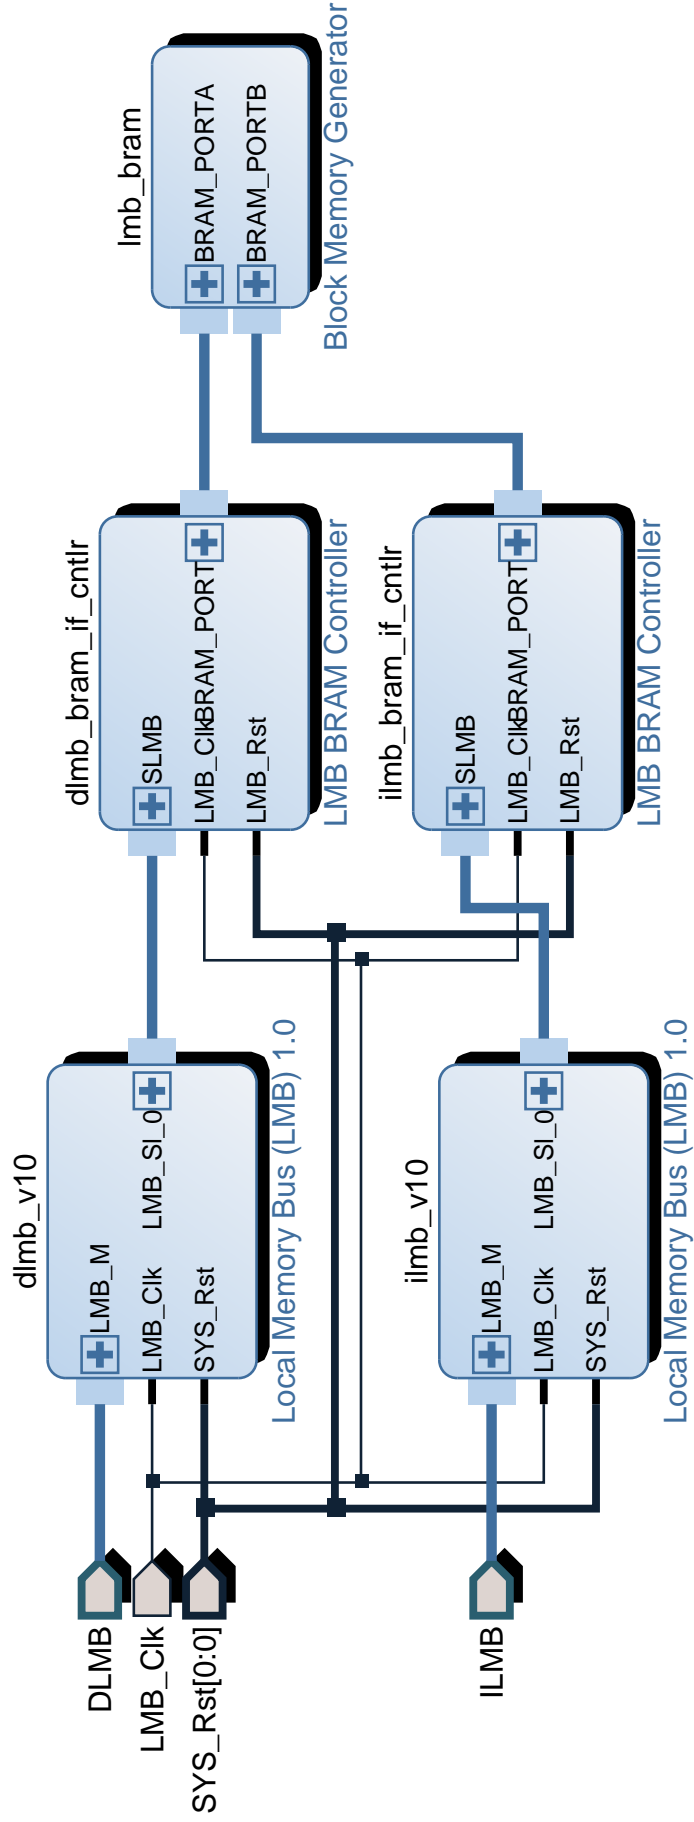 DLMB
LMB_Clk
SYS_Rst[0:0]
ILMB
dlmb_v10
LMB_M
LMB_Clk
SYS_Rst
LMB_Sl_0
Local Memory Bus (LMB) 1.0
ilmb_v10
LMB_M
LMB_Clk
SYS_Rst
LMB_Sl_0
Local Memory Bus (LMB) 1.0
dlmb_bram_if_cntlr
SLMB
LMB_Clk
LMB_Rst
BRAM_PORT
LMB BRAM Controller
ilmb_bram_if_cntlr
SLMB
LMB_Clk
LMB_Rst
BRAM_PORT
LMB BRAM Controller
lmb_bram
BRAM_PORTA
BRAM_PORTB
Block Memory Generator